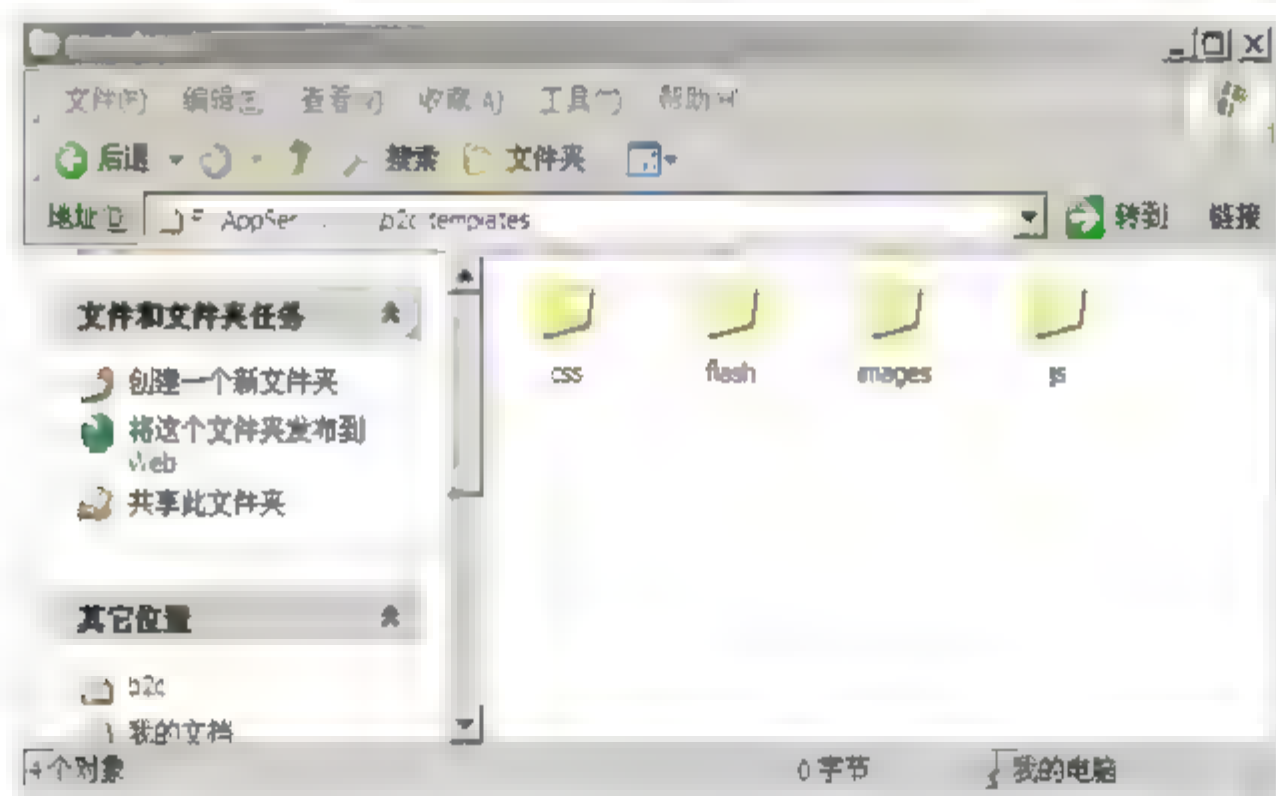 文件(F) 编辑(E) 查看(V) 收藏(A) 工具(T) 帮助(H)
后退 搜索 文件夹
地址(D) AppSer b2c templates 转到 链接
文件和文件夹任务
创建一个新文件夹
将这个文件夹发布到
Web
共享此文件夹
css flash images js
其它位置
b2c
我的文档
4个对象 0 字节 我的电脑